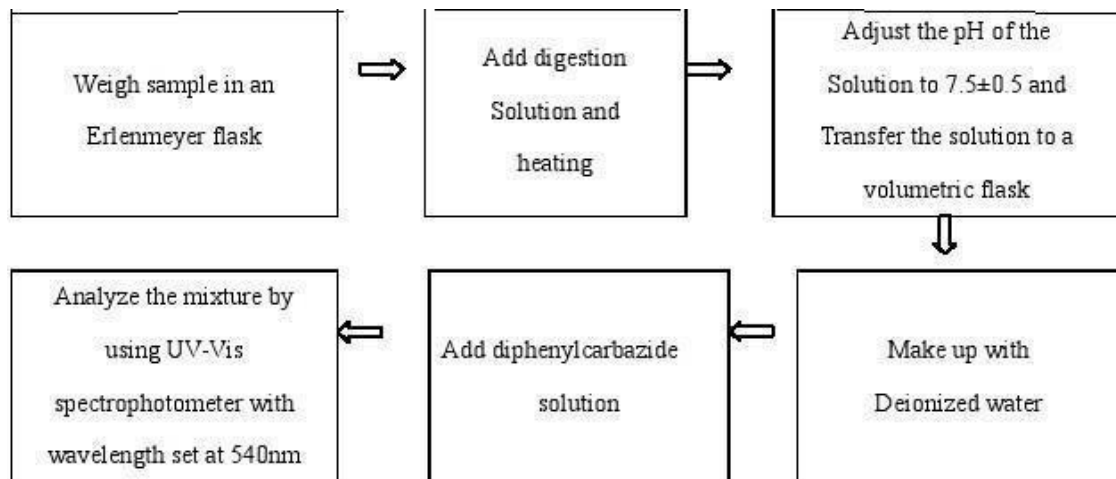 Weigh sample in an
Erlenmeyer flask
Add digestion
Solution and
heating
Adjust the pH of the
Solution to 7.5±0.5 and
Transfer the solution to a
volumetric flask
Make up with
Deionized water
Add diphenylcarbazide
solution
Analyze the mixture by
using UV-Vis
spectrophotometer with
wavelength set at 540nm